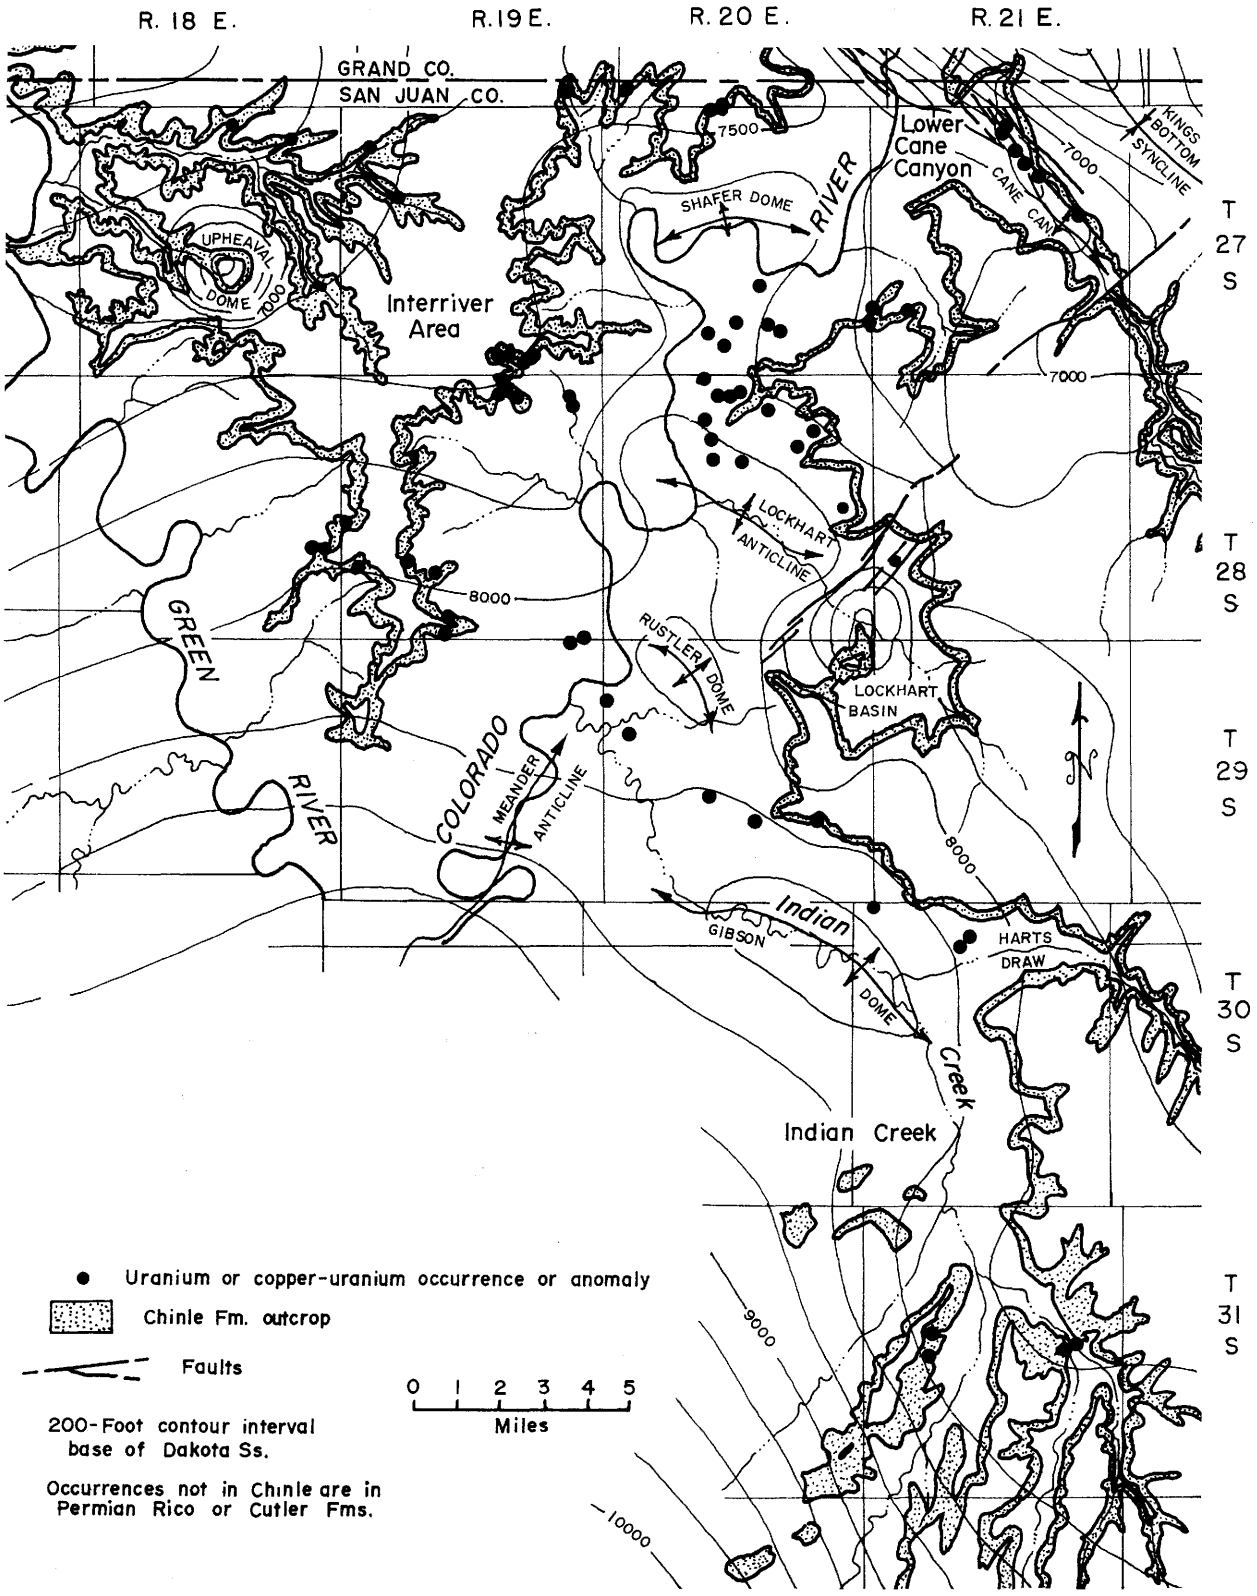 R. 18 E.
R. 19 E.
R. 20 E.
R. 21 E.
GRAND CO.
SAN JUAN CO.
7500
Lower
Cane
Canyon
KINGS
BOTTOM
SYNCLINE
7000
CANE CAN
SHAFER DOME
RIVER
T
27
S
UPHEAVAL
DOME
7000
Interriver
Area
7000
LOCKHART
ANTICLINE
T
28
S
8000
GREEN
RIVER
RUSTLER
DOME
LOCKHART
BASIN
N
T
29
S
COLORADO
MEANDER
ANTICLINE
8000
Indian
GIBSON
DOME
HARTS
DRAW
T
30
S
Creek
Indian Creek
Uranium or copper-uranium occurrence or anomaly
Chinle Fm. outcrop
Faults
0 1 2 3 4 5
Miles
200-Foot contour interval
base of Dakota Ss.
Occurrences not in Chinle are in
Permian Rico or Cutler Fms.
9000
T
31
S
10000